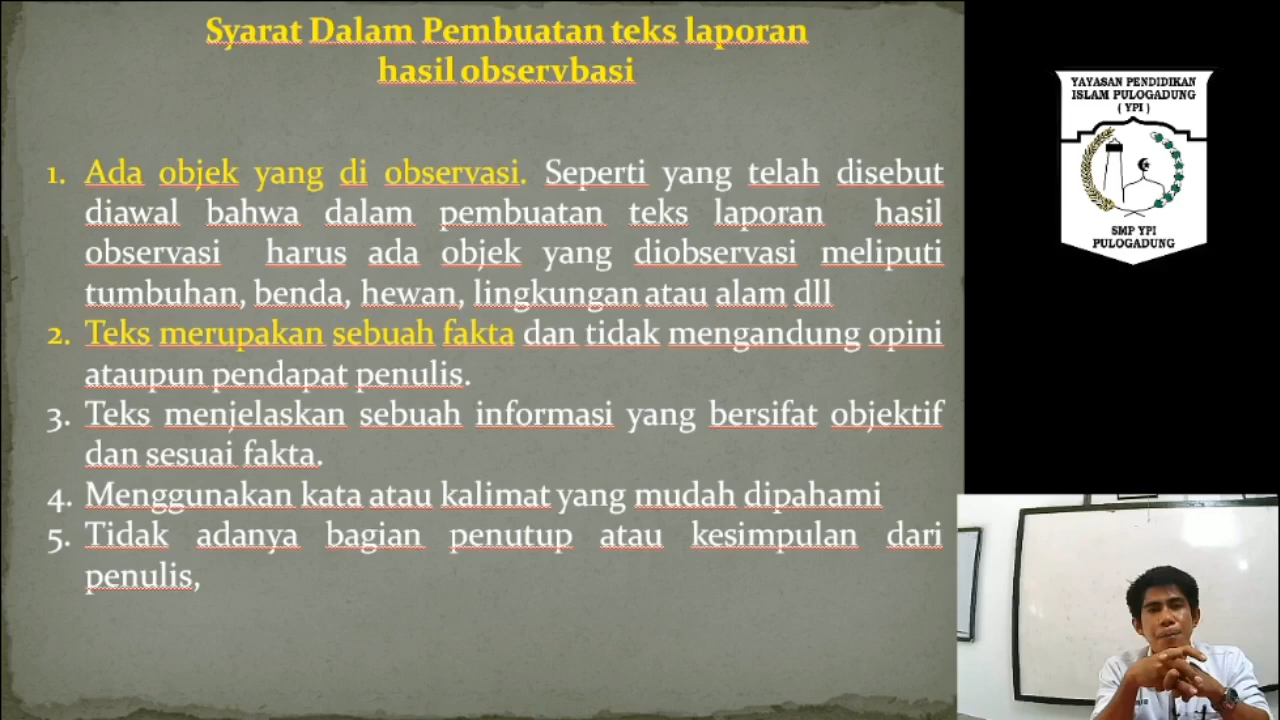 Syarat Dalam Pembuatan teks laporan
hasil observbasi
1. Ada objek yang di observasi. Seperti yang telah disebut
diawal bahwa dalam pembuatan teks laporan hasil
observasi harus ada objek yang diobservasi meliputi
tumbuhan, benda, hewan, lingkungan atau alam dll
2. Teks merupakan sebuah fakta dan tidak mengandung opini
ataupun pendapat penulis.
3. Teks menjelaskan sebuah informasi yang bersifat objektif
dan sesuai fakta.
4. Menggunakan kata atau kalimat yang mudah dipahami
5. Tidak adanya bagian penutup atau kesimpulan dari
penulis,
YAYASAN PENDIDIKAN
ISLAM PULOGADUNG
( YPI )
SMP YPI
PULOGADUNG